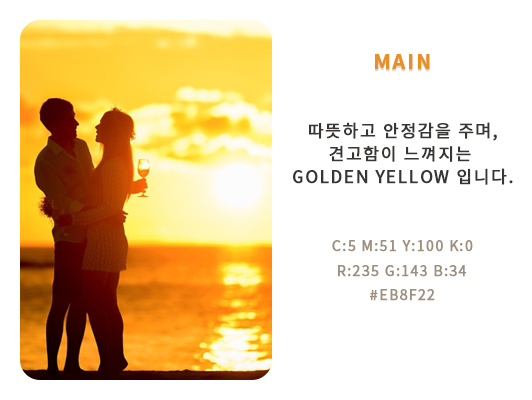 MAIN
따뜻하고 안정감을 주며,
견고함이 느껴지는
GOLDEN YELLOW 입니다.
C:5 M:51 Y:100 K:0
R:235 G:143 B:34
#EB8F22